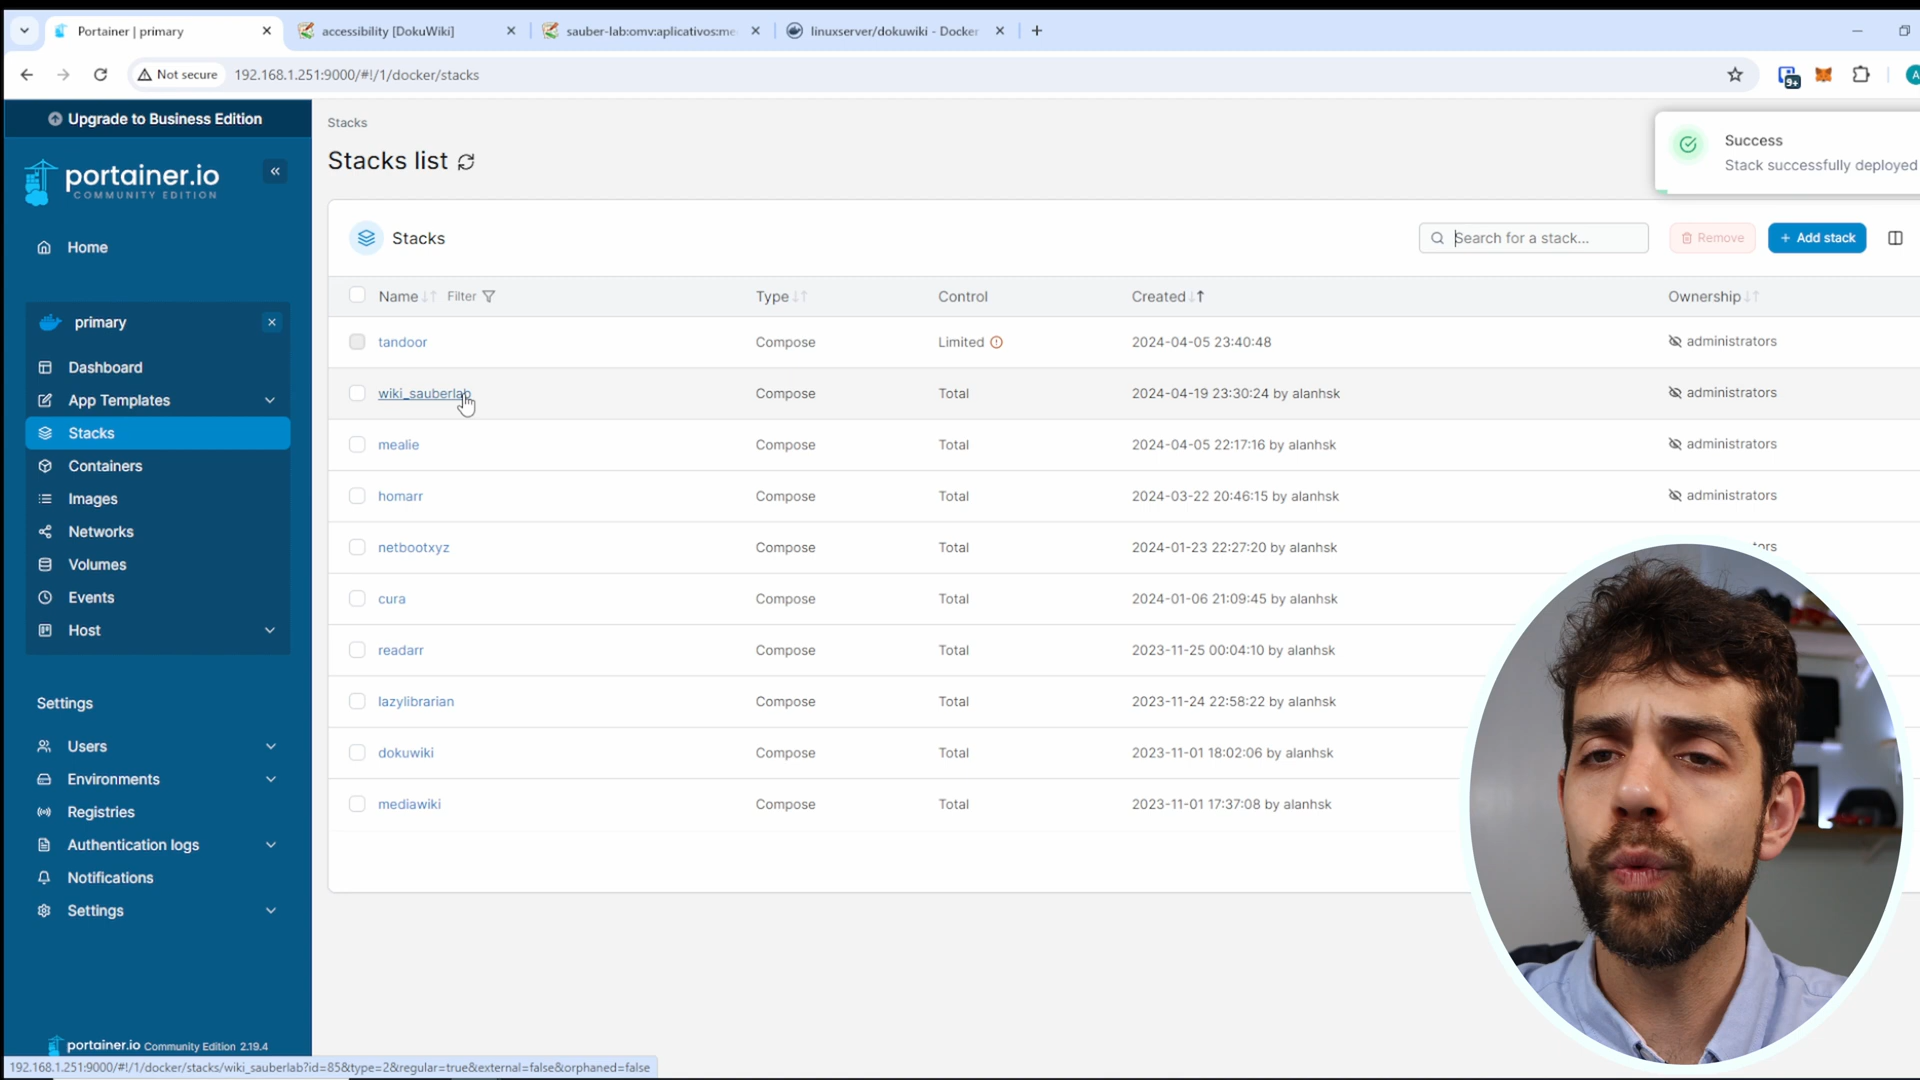 Portainer | primary
accessibility [DokuWiki]
sauber-lab:omv:aplicativos:me
linuxserver/dokuwiki - Docker
Not secure
192.168.1.251:9000/#!/1/docker/stacks
9+
A
Upgrade to Business Edition
portainer.io
COMMUNITY EDITION
Home
primary
Dashboard
App Templates
Stacks
Containers
Images
Networks
Volumes
Events
Host
Settings
Users
Environments
Registries
Authentication logs
Notifications
Settings
portainer.io Community Edition 2.19.4
Stacks
Stacks list
Success
Stack successfully deployed
Stacks
Search for a stack...
Remove
+ Add stack
Name Filter Type Control Created Ownership
tandoor Compose Limited 2024-04-05 23:40:48 administrators
wiki_sauberlab Compose Total 2024-04-19 23:30:24 by alanhsk administrators
mealie Compose Total 2024-04-05 22:17:16 by alanhsk administrators
homarr Compose Total 2024-03-22 20:46:15 by alanhsk administrators
netbootxyz Compose Total 2024-01-23 22:27:20 by alanhsk tors
cura Compose Total 2024-01-06 21:09:45 by alanhsk
readarr Compose Total 2023-11-25 00:04:10 by alanhsk
lazylibrarian Compose Total 2023-11-24 22:58:22 by alanhsk
dokuwiki Compose Total 2023-11-01 18:02:06 by alanhsk
mediawiki Compose Total 2023-11-01 17:37:08 by alanhsk
192.168.1.251:9000/#!/1/docker/stacks/wiki_sauberlab?id=85&type=2&regular=true&external=false&orphaned=false